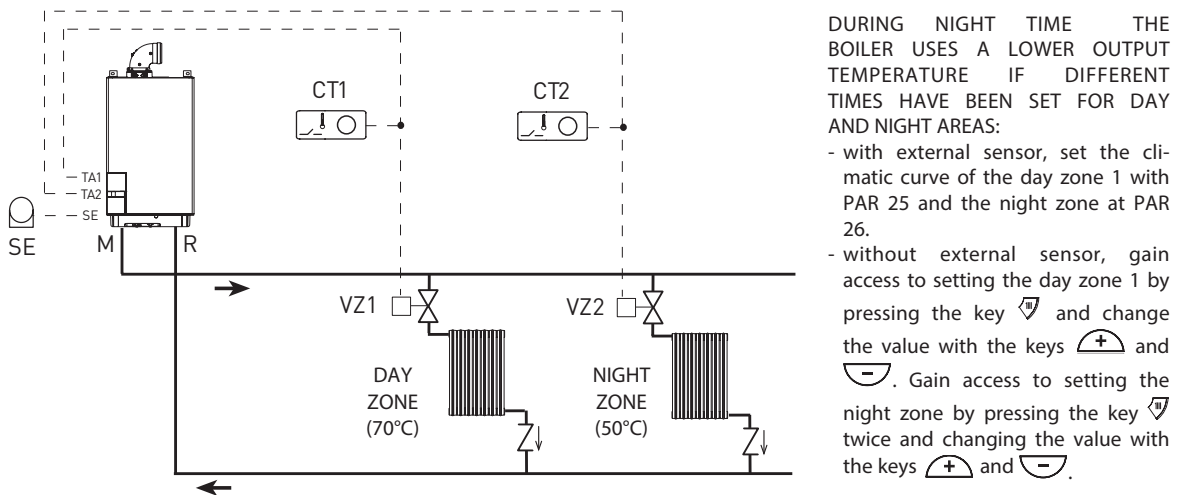 CT1
CT2
TA1
TA2
SE
SE
M
R
VZ1
VZ2
DAY
ZONE
(70°C)
NIGHT
ZONE
(50°C)
DURING NIGHT TIME THE
BOILER USES A LOWER OUTPUT
TEMPERATURE IF DIFFERENT
TIMES HAVE BEEN SET FOR DAY
AND NIGHT AREAS:
- with external sensor, set the cli-
matic curve of the day zone 1 with
PAR 25 and the night zone at PAR
26.
- without external sensor, gain
access to setting the day zone 1 by
pressing the key and change
the value with the keys + and
-. Gain access to setting the
night zone by pressing the key
twice and changing the value with
the keys + and -.